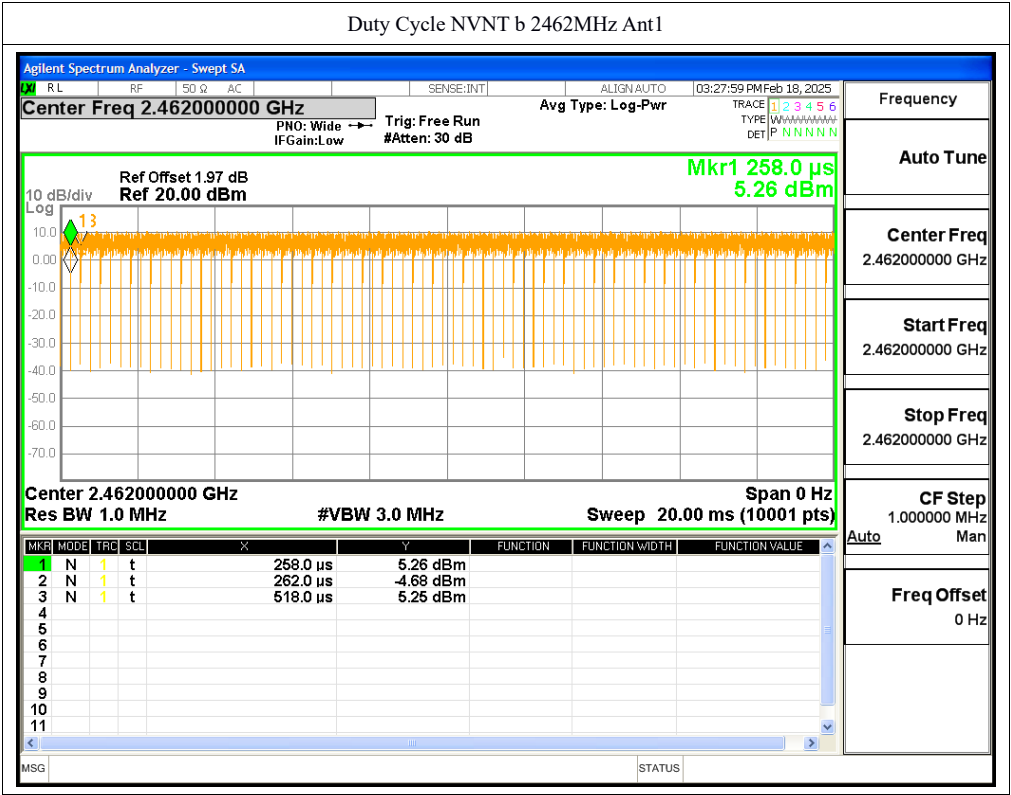 Duty Cycle NVNT b 2462MHz Ant1
Agilent Spectrum Analyzer - Swept SA
LXI RL RF 50 Ω AC SENSE:INT ALIGN AUTO 03:27:59 PM Feb 18, 2025
Center Freq 2.462000000 GHz
PNO: Wide
IFGain:Low
Trig: Free Run
#Atten: 30 dB
Avg Type: Log-Pwr
TRACE 1 2 3 4 5 6
TYPE WWWWWW
DET P N N N N N
Ref Offset 1.97 dB
Ref 20.00 dBm
10 dB/div
Log
Mkr1 258.0 µs
5.26 dBm
1 3
10.0
0.00
-10.0
-20.0
-30.0
-40.0
-50.0
-60.0
-70.0
Center 2.462000000 GHz Span 0 Hz
Res BW 1.0 MHz #VBW 3.0 MHz Sweep 20.00 ms (10001 pts)
MKR MODE TRC SCL X Y FUNCTION FUNCTION WIDTH FUNCTION VALUE
1 N 1 t 258.0 µs 5.26 dBm
2 N 1 t 262.0 µs -4.68 dBm
3 N 1 t 518.0 µs 5.25 dBm
4
5
6
7
8
9
10
11
MSG STATUS
Frequency
Auto Tune
Center Freq
2.462000000 GHz
Start Freq
2.462000000 GHz
Stop Freq
2.462000000 GHz
CF Step
1.000000 MHz
Auto Man
Freq Offset
0 Hz